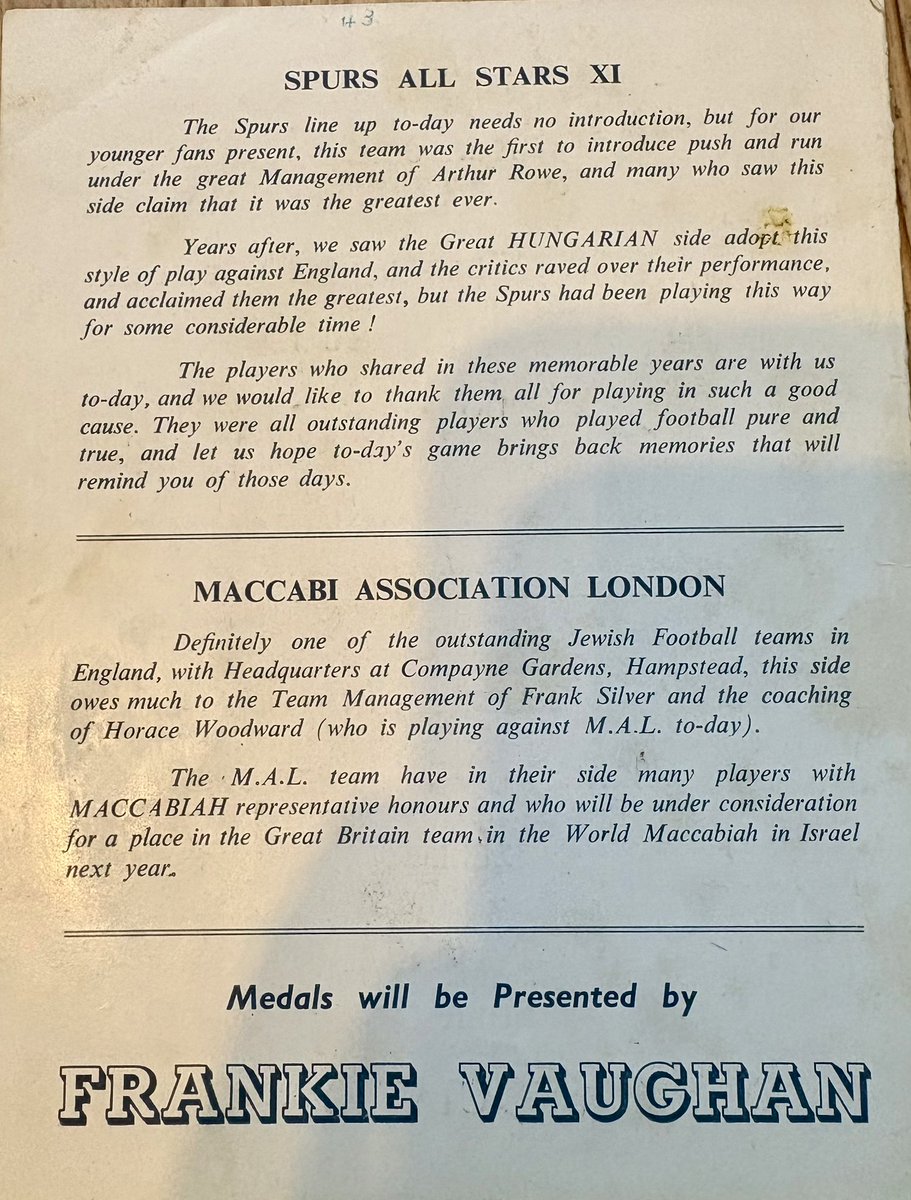 43
SPURS ALL STARS XI
The Spurs line up to-day needs no introduction, but for our
younger fans present, this team was the first to introduce push and run
under the great Management of Arthur Rowe, and many who saw this
side claim that it was the greatest ever.
Years after, we saw the Great HUNGARIAN side adopt this
style of play against England, and the critics raved over their performance,
and acclaimed them the greatest, but the Spurs had been playing this way
for some considerable time !
The players who shared in these memorable years are with us
to-day, and we would like to thank them all for playing in such a good
cause. They were all outstanding players who played football pure and
true, and let us hope to-day's game brings back memories that will
remind you of those days.
MACCABI ASSOCIATION LONDON
Definitely one of the outstanding Jewish Football teams in
England, with Headquarters at Compayne Gardens, Hampstead, this side
owes much to the Team Management of Frank Silver and the coaching
of Horace Woodward (who is playing against M.A.L. to-day).
The M.A.L. team have in their side many players with
MACCABIAH representative honours and who will be under consideration
for a place in the Great Britain team in the World Maccabiah in Israel
next year.
Medals will be Presented by
FRANKIE VAUGHAN